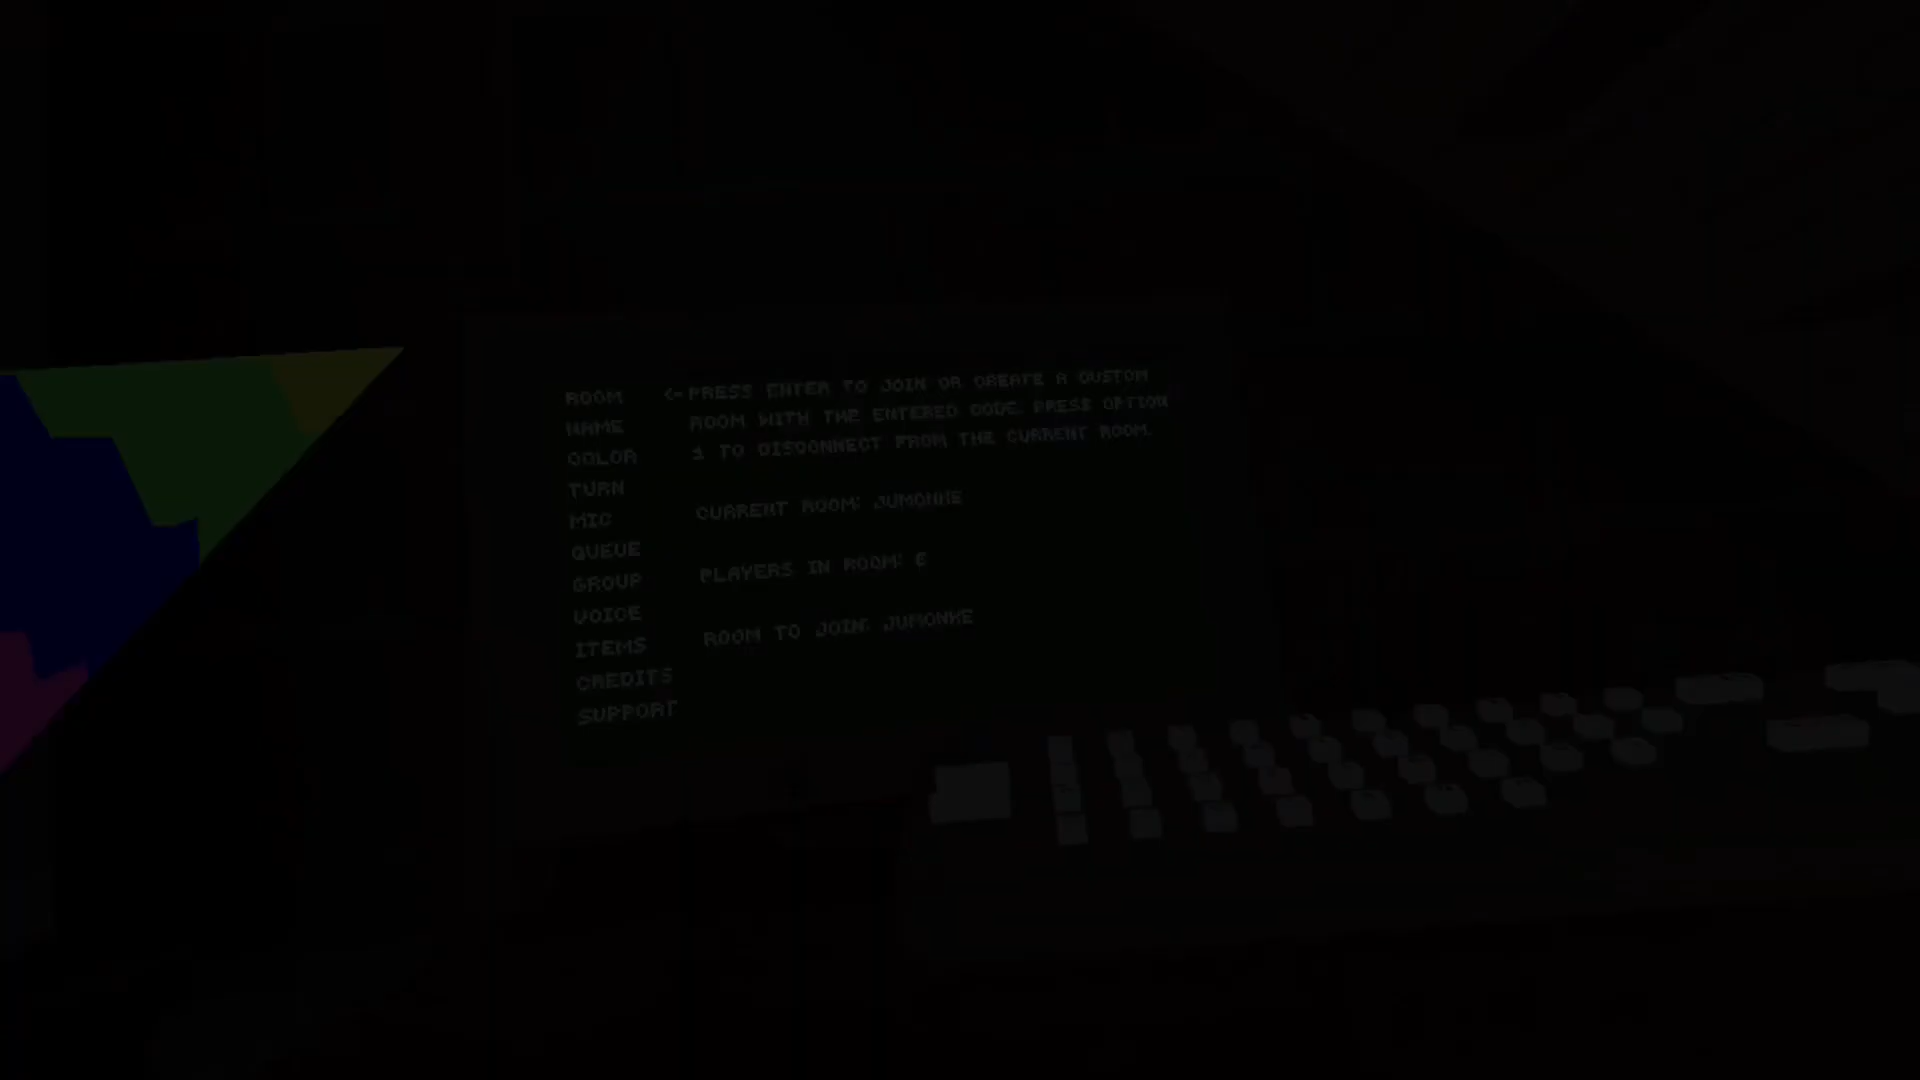 ROOM <-PRESS ENTER TO JOIN OR CREATE A CUSTOM
NAME ROOM WITH THE ENTERED CODE. PRESS OPTION
COLOR 1 TO DISCONNECT FROM THE CURRENT ROOM.
TURN
MIC CURRENT ROOM: JUMONKE
QUEUE
GROUP PLAYERS IN ROOM: 6
VOICE
ITEMS ROOM TO JOIN: JUMONKE
CREDITS
SUPPORT